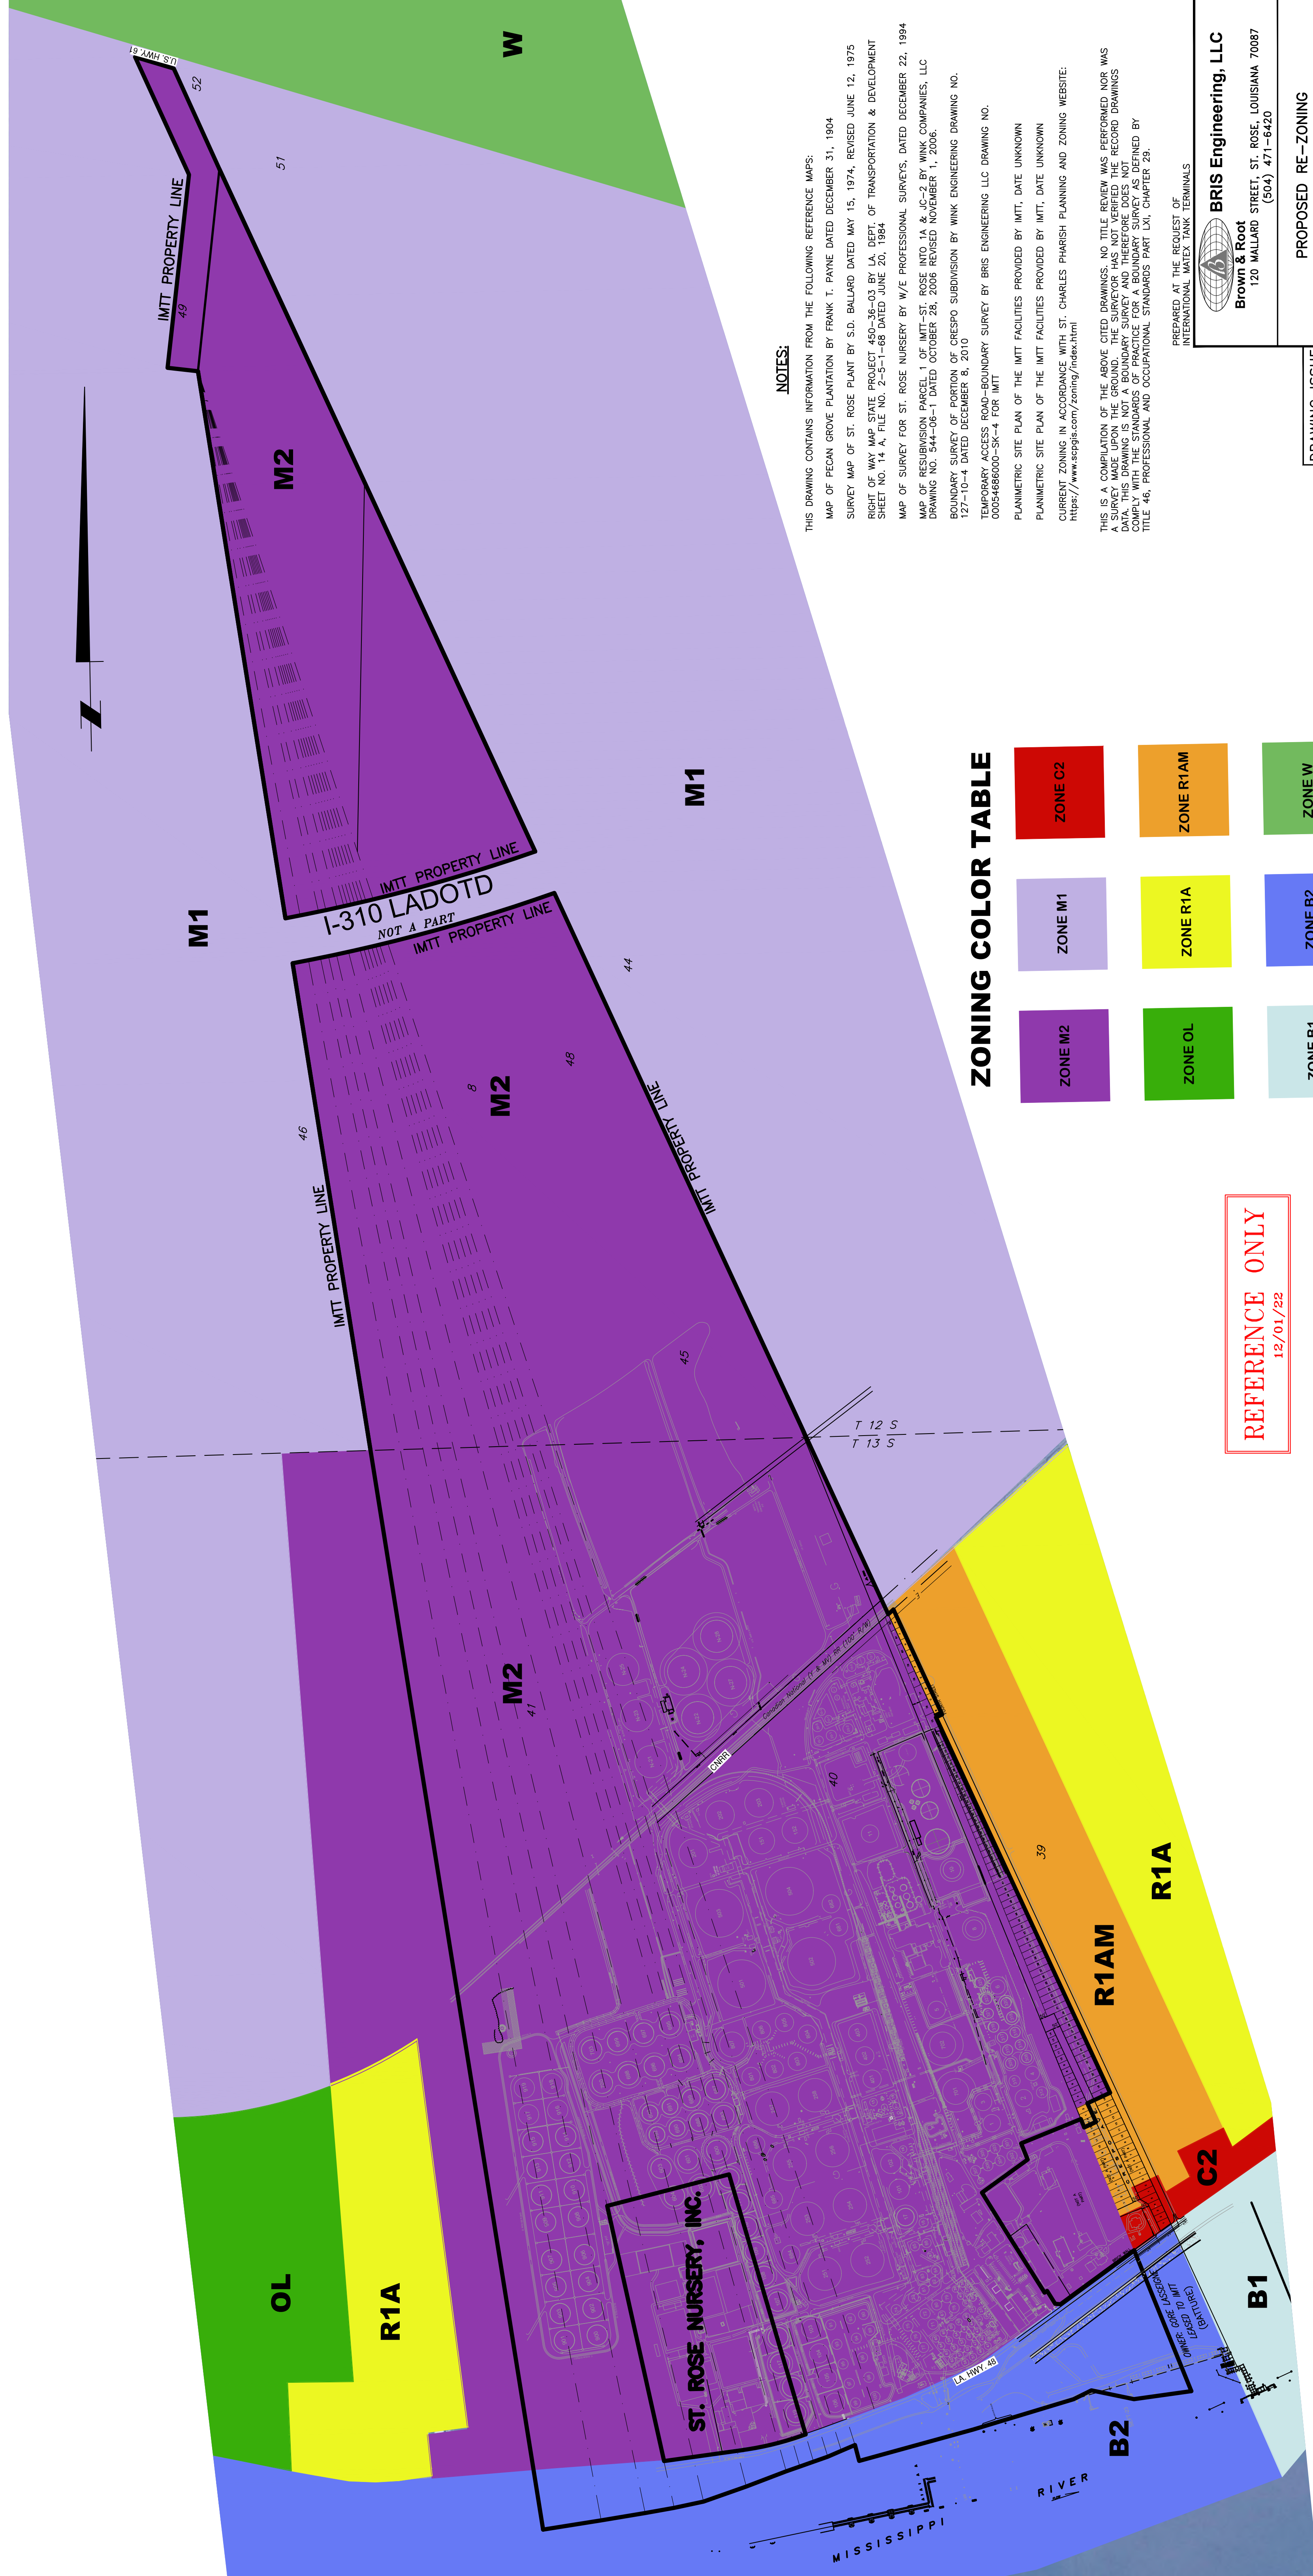 U.S. HWY. 61
52
51
W
IMTT PROPERTY LINE
49
M2
M1
M1
IMTT PROPERTY LINE
I-310 LADOTD
NOT A PART
IMTT PROPERTY LINE
44
48
8
M2
46
IMTT PROPERTY LINE
IMTT PROPERTY LINE
45
T 12 S
T 13 S
M2
41
CNRR
40
39
R1A
R1AM
OL
R1A
ST. ROSE NURSERY, INC.
C2
LA. HWY. 48
OWNER: GORE LASSEIGNE
LEASED TO IMTT
(BATTURE)
B1
B2
MISSISSIPPI
RIVER
NOTES:
THIS DRAWING CONTAINS INFORMATION FROM THE FOLLOWING REFERENCE MAPS:
MAP OF PECAN GROVE PLANTATION BY FRANK T. PAYNE DATED DECEMBER 31, 1904
SURVEY MAP OF ST. ROSE PLANT BY S.D. BALLARD DATED MAY 15, 1974, REVISED JUNE 12, 1975
RIGHT OF WAY MAP STATE PROJECT 450-36-03 BY LA. DEPT. OF TRANSPORTATION & DEVELOPMENT
SHEET NO. 14 A, FILE NO. 2-5-1-68 DATED JUNE 20, 1984
MAP OF SURVEY FOR ST. ROSE NURSERY BY W/E PROFESSIONAL SURVEYS, DATED DECEMBER 22, 1994
MAP OF RESUBDIVISION PARCEL 1 OF IMTT-ST. ROSE INTO 1A & JC-2 BY WINK COMPANIES, LLC
DRAWING NO. 544-06-1 DATED OCTOBER 28, 2006 REVISED NOVEMBER 1, 2006.
BOUNDARY SURVEY OF PORTION OF CRESPO SUBDIVISION BY WINK ENGINEERING DRAWING NO.
127-10-4 DATED DECEMBER 8, 2010
TEMPORARY ACCESS ROAD-BOUNDARY SURVEY BY BRIS ENGINEERING LLC DRAWING NO.
00054686000-SK-4 FOR IMTT
PLANIMETRIC SITE PLAN OF THE IMTT FACILITIES PROVIDED BY IMTT, DATE UNKNOWN
PLANIMETRIC SITE PLAN OF THE IMTT FACILITIES PROVIDED BY IMTT, DATE UNKNOWN
CURRENT ZONING IN ACCORDANCE WITH ST. CHARLES PHARISH PLANNING AND ZONING WEBSITE:
https://www.scpgis.com/zoning/index.html
THIS IS A COMPILATION OF THE ABOVE CITED DRAWINGS. NO TITLE REVIEW WAS PERFORMED NOR WAS
A SURVEY MADE UPON THE GROUND. THE SURVEYOR HAS NOT VERIFIED THE RECORD DRAWINGS
DATA. THIS DRAWING IS NOT A BOUNDARY SURVEY AND THEREFORE DOES NOT
COMPLY WITH THE STANDARDS OF PRACTICE FOR A BOUNDARY SURVEY AS DEFINED BY
TITLE 46, PROFESSIONAL AND OCCUPATIONAL STANDARDS PART LXI, CHAPTER 29.
PREPARED AT THE REQUEST OF
INTERNATIONAL MATEX TANK TERMINALS
BRIS Engineering, LLC
Brown & Root
120 MALLARD STREET, ST. ROSE, LOUISIANA 70087
(504) 471-6420
PROPOSED RE-ZONING
ZONING COLOR TABLE
ZONE M2
ZONE M1
ZONE C2
ZONE OL
ZONE R1A
ZONE R1AM
ZONE B1
ZONE B2
ZONE W
REFERENCE ONLY
12/01/22